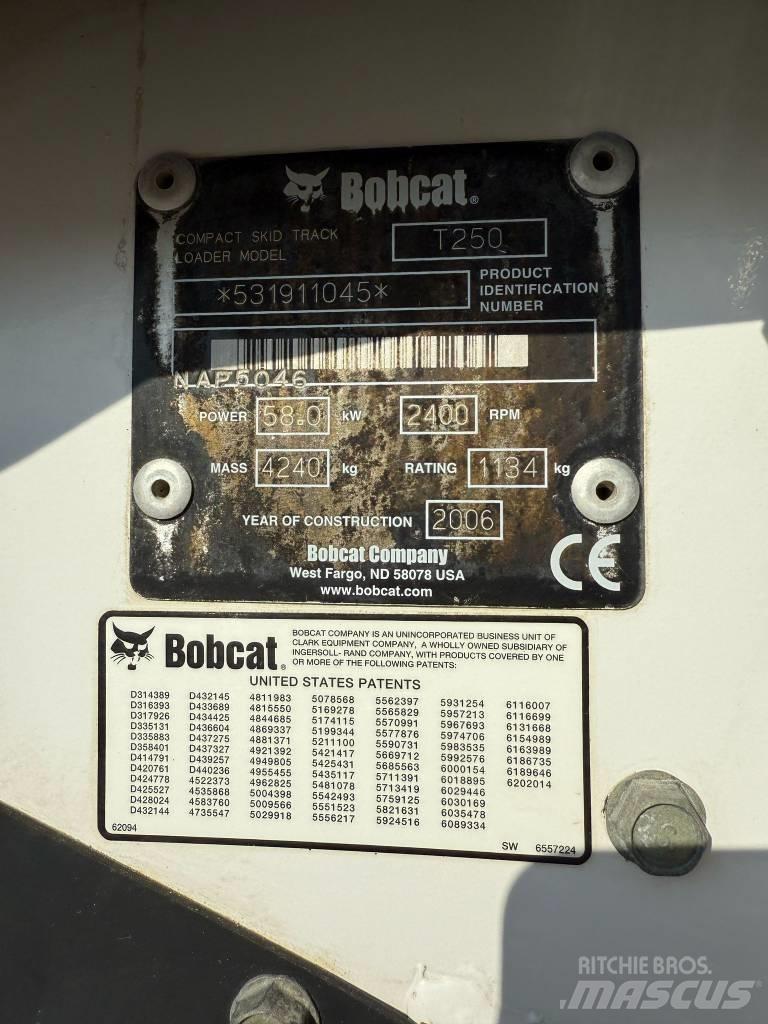 Bobcat®
COMPACT SKID TRACK
LOADER MODEL
T250
*531911045*
PRODUCT
IDENTIFICATION
NUMBER
NAP5046
POWER 58.0 kW 2400 RPM
MASS 4240 kg RATING 1134 kg
YEAR OF CONSTRUCTION 2006
Bobcat Company
West Fargo, ND 58078 USA
www.bobcat.com
CE
Bobcat®
BOBCAT COMPANY IS AN UNINCORPORATED BUSINESS UNIT OF
CLARK EQUIPMENT COMPANY, A WHOLLY OWNED SUBSIDIARY OF
INGERSOLL- RAND COMPANY, WITH PRODUCTS COVERED BY ONE
OR MORE OF THE FOLLOWING PATENTS:
UNITED STATES PATENTS
D314389 D432145 4811983 5078568 5562397 5931254 6116007
D316393 D433689 4815550 5169278 5565829 5957213 6116699
D317926 D434425 4844685 5174115 5570991 5967693 6131668
D335131 D436604 4869337 5199344 5577876 5974706 6154989
D335883 D437275 4881371 5211100 5590731 5983535 6163989
D358401 D437327 4921392 5421417 5669712 5992576 6186735
D414791 D439257 4949805 5425431 5685563 6000154 6189646
D420761 D440236 4955455 5435117 5711391 6018895 6202014
D424778 4522373 4962825 5481078 5713419 6029446
D425527 4535868 5004398 5542493 5759125 6030169
D428024 4583760 5009566 5551523 5821631 6035478
D432144 4735547 5029918 5556217 5924516 6089334
62094
SW 6557224
RITCHIE BROS.
MASCUS